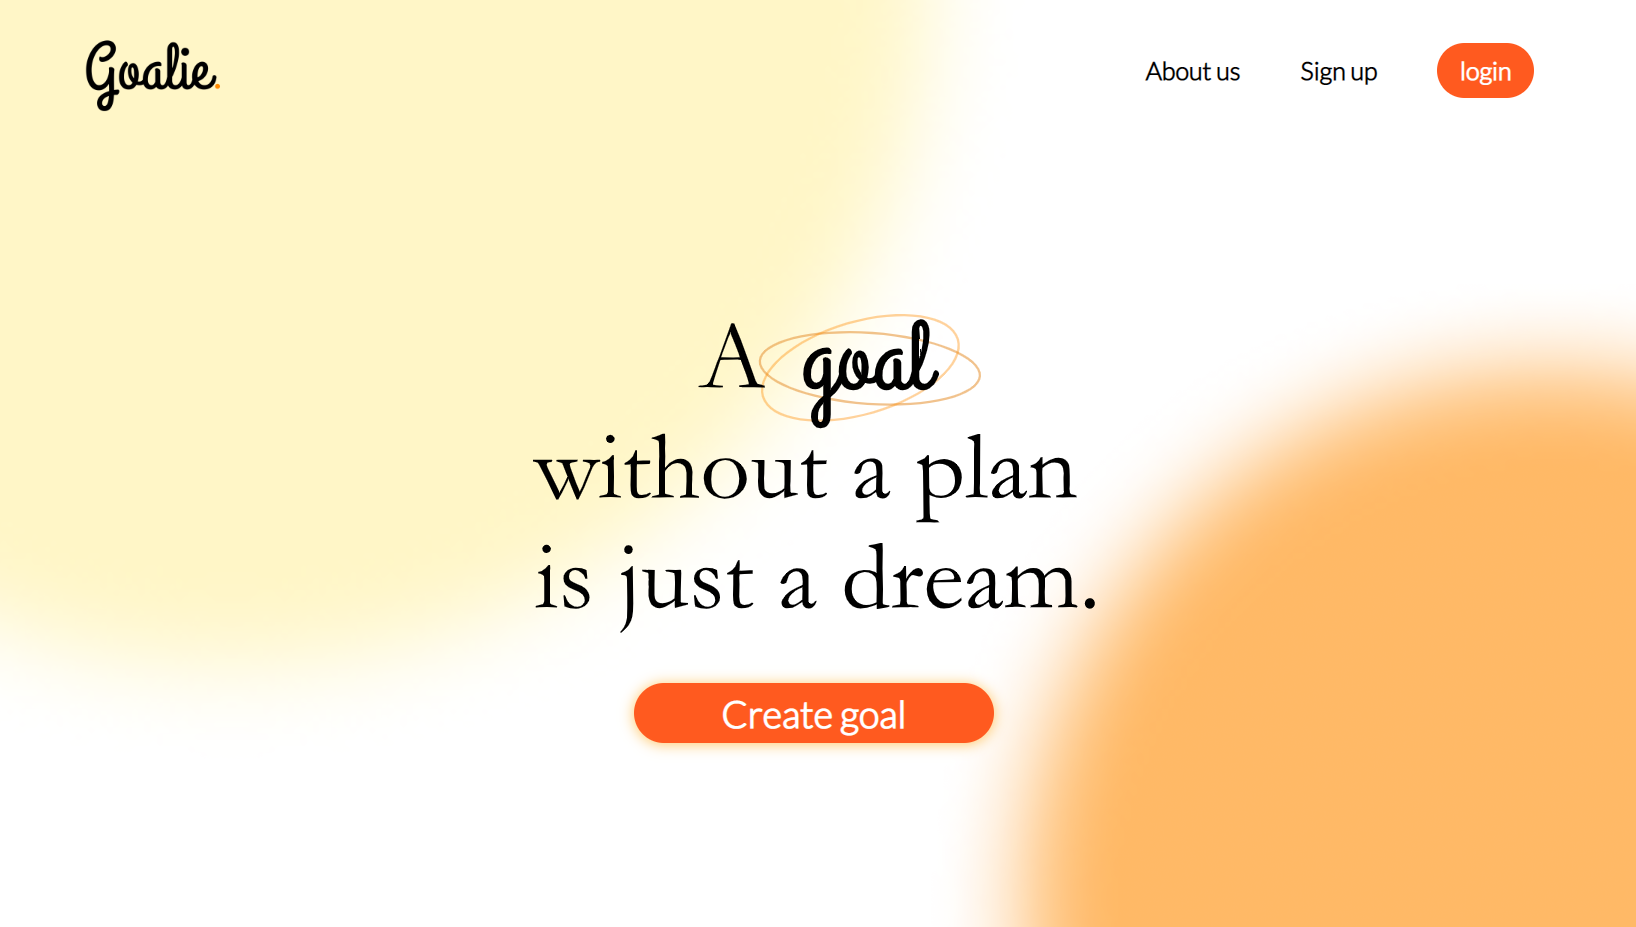 Goalie.
About us
Sign up
login
A goal
without a plan
is just a dream.
Create goal